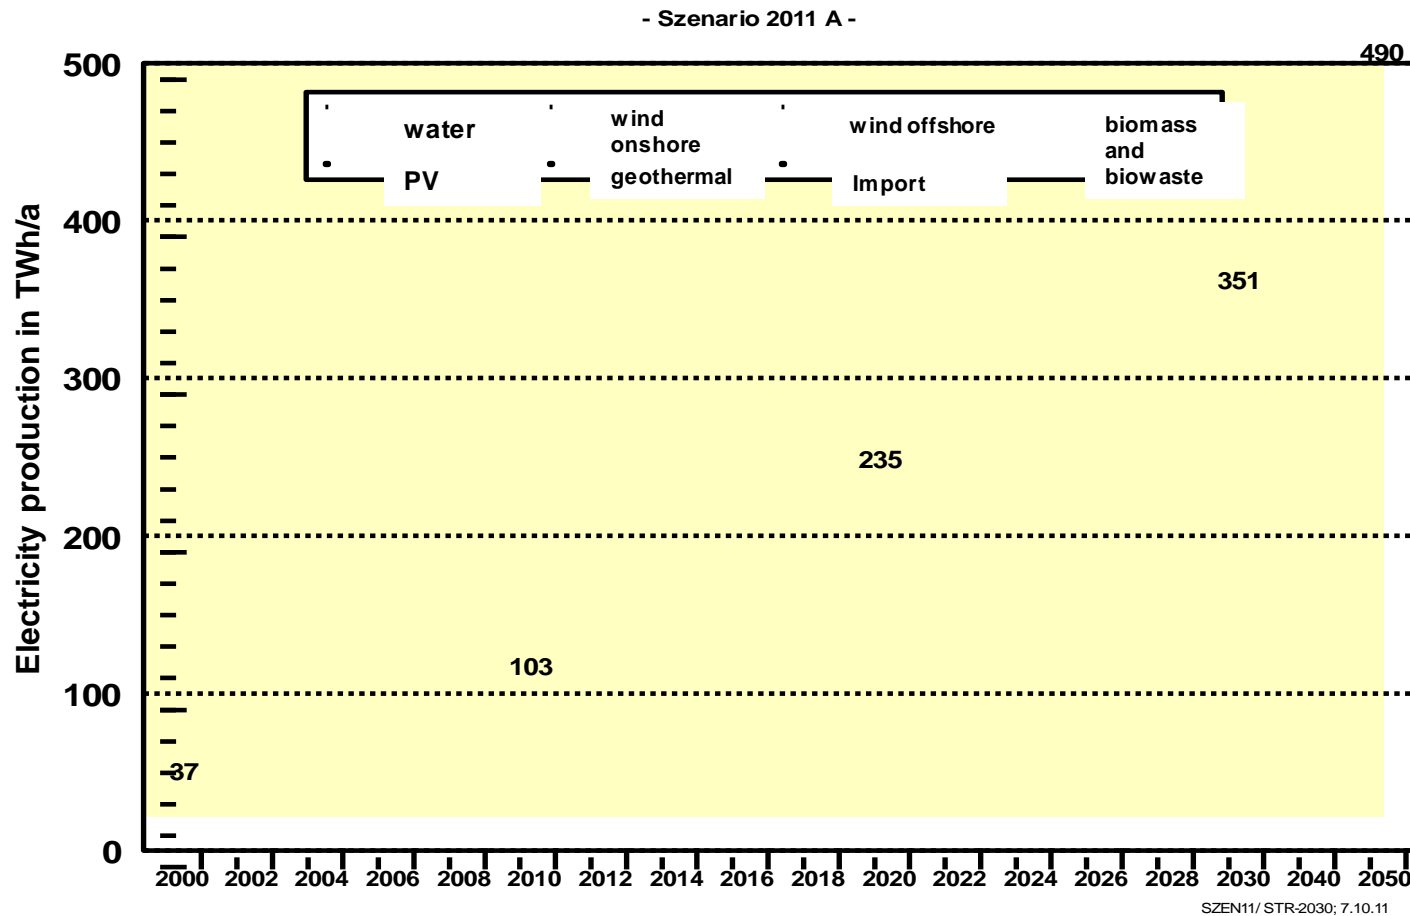 - Szenario 2011 A -
490
500
water
wind
onshore
wind offshore
biomass
and
biowaste
PV
geothermal
Import
400
351
300
235
200
103
100
37
0
Electricity production in TWh/a
2000 2002 2004 2006 2008 2010 2012 2014 2016 2018 2020 2022 2024 2026 2028 2030 2040 2050
SZEN11/ STR-2030; 7.10.11